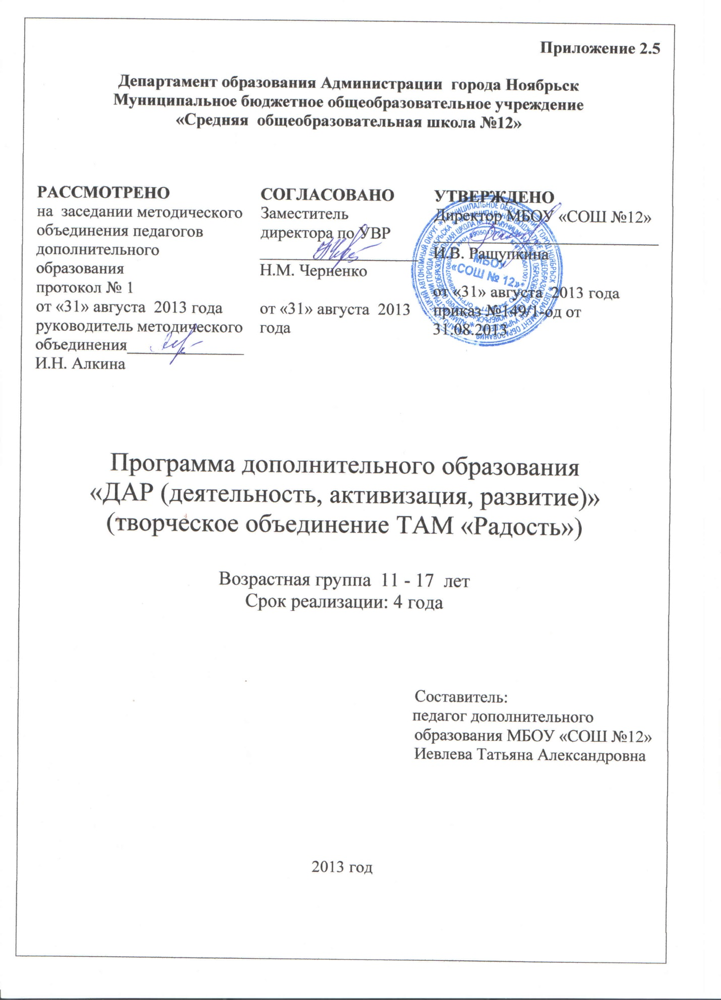 Приложение 2.5
Департамент образования Администрации города Ноябрьск
Муниципальное бюджетное общеобразовательное учреждение
«Средняя общеобразовательная школа №12»
РАССМОТРЕНО
на заседании методического
объединения педагогов
дополнительного
образования
протокол № 1
от «31» августа 2013 года
руководитель методического
объединения
И.Н. Алкина
СОГЛАСОВАНО
Заместитель
директора по УВР
Н.М. Черненко
от «31» августа 2013
года
УТВЕРЖДЕНО
Директор МБОУ «СОШ №12»
И.В. Ращупкина
от «31» августа 2013 года
приказ №149/1-од от
31.08.2013
МБОУ
«СОШ № 12»
Программа дополнительного образования
«ДАР (деятельность, активизация, развитие)»
(творческое объединение ТАМ «Радость»)
Возрастная группа 11 - 17 лет
Срок реализации: 4 года
Составитель:
педагог дополнительного
образования МБОУ «СОШ №12»
Иевлева Татьяна Александровна
2013 год